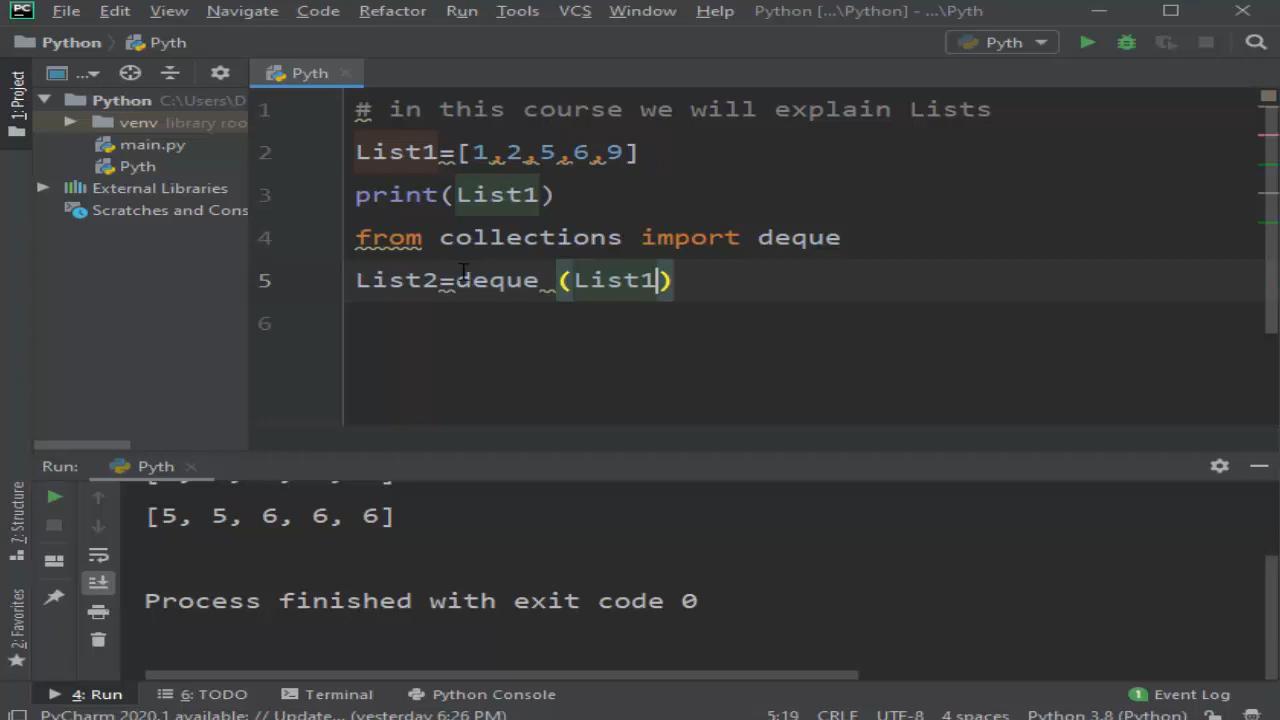 PC File Edit View Navigate Code Refactor Run Tools VCS Window Help Python [...\Python] - ...\Pyth
Python Pyth Pyth
1: Project ... Pyth
Python C:\Users\D
venv library roo
main.py
Pyth
External Libraries
Scratches and Cons
1 # in this course we will explain Lists
2 List1=[1,2,5,6,9]
3 print(List1)
4 from collections import deque
5 List2=deque (List1)
6
Run: Pyth
[5, 5, 6, 6, 6]
Process finished with exit code 0
7: Structure
2: Favorites
4: Run 6: TODO Terminal Python Console 1 Event Log
PyCharm 2020.1 available: // Update... (yesterday 6:26 PM) 5:19 CRLF UTF-8 4 spaces Python 3.8 (Python)